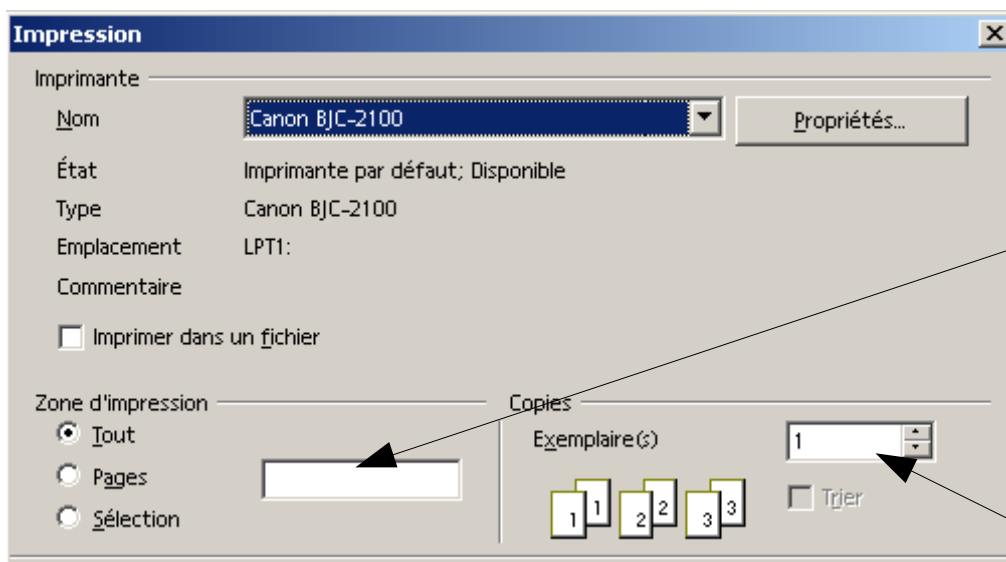 Impression
Imprimante
Nom Canon BJC-2100 Propriétés...
État Imprimante par défaut; Disponible
Type Canon BJC-2100
Emplacement LPT1:
Commentaire
Imprimer dans un fichier
Zone d'impression Copies
Tout Exemplaire(s) 1
Pages
Sélection 1 1 2 2 3 3 Trier